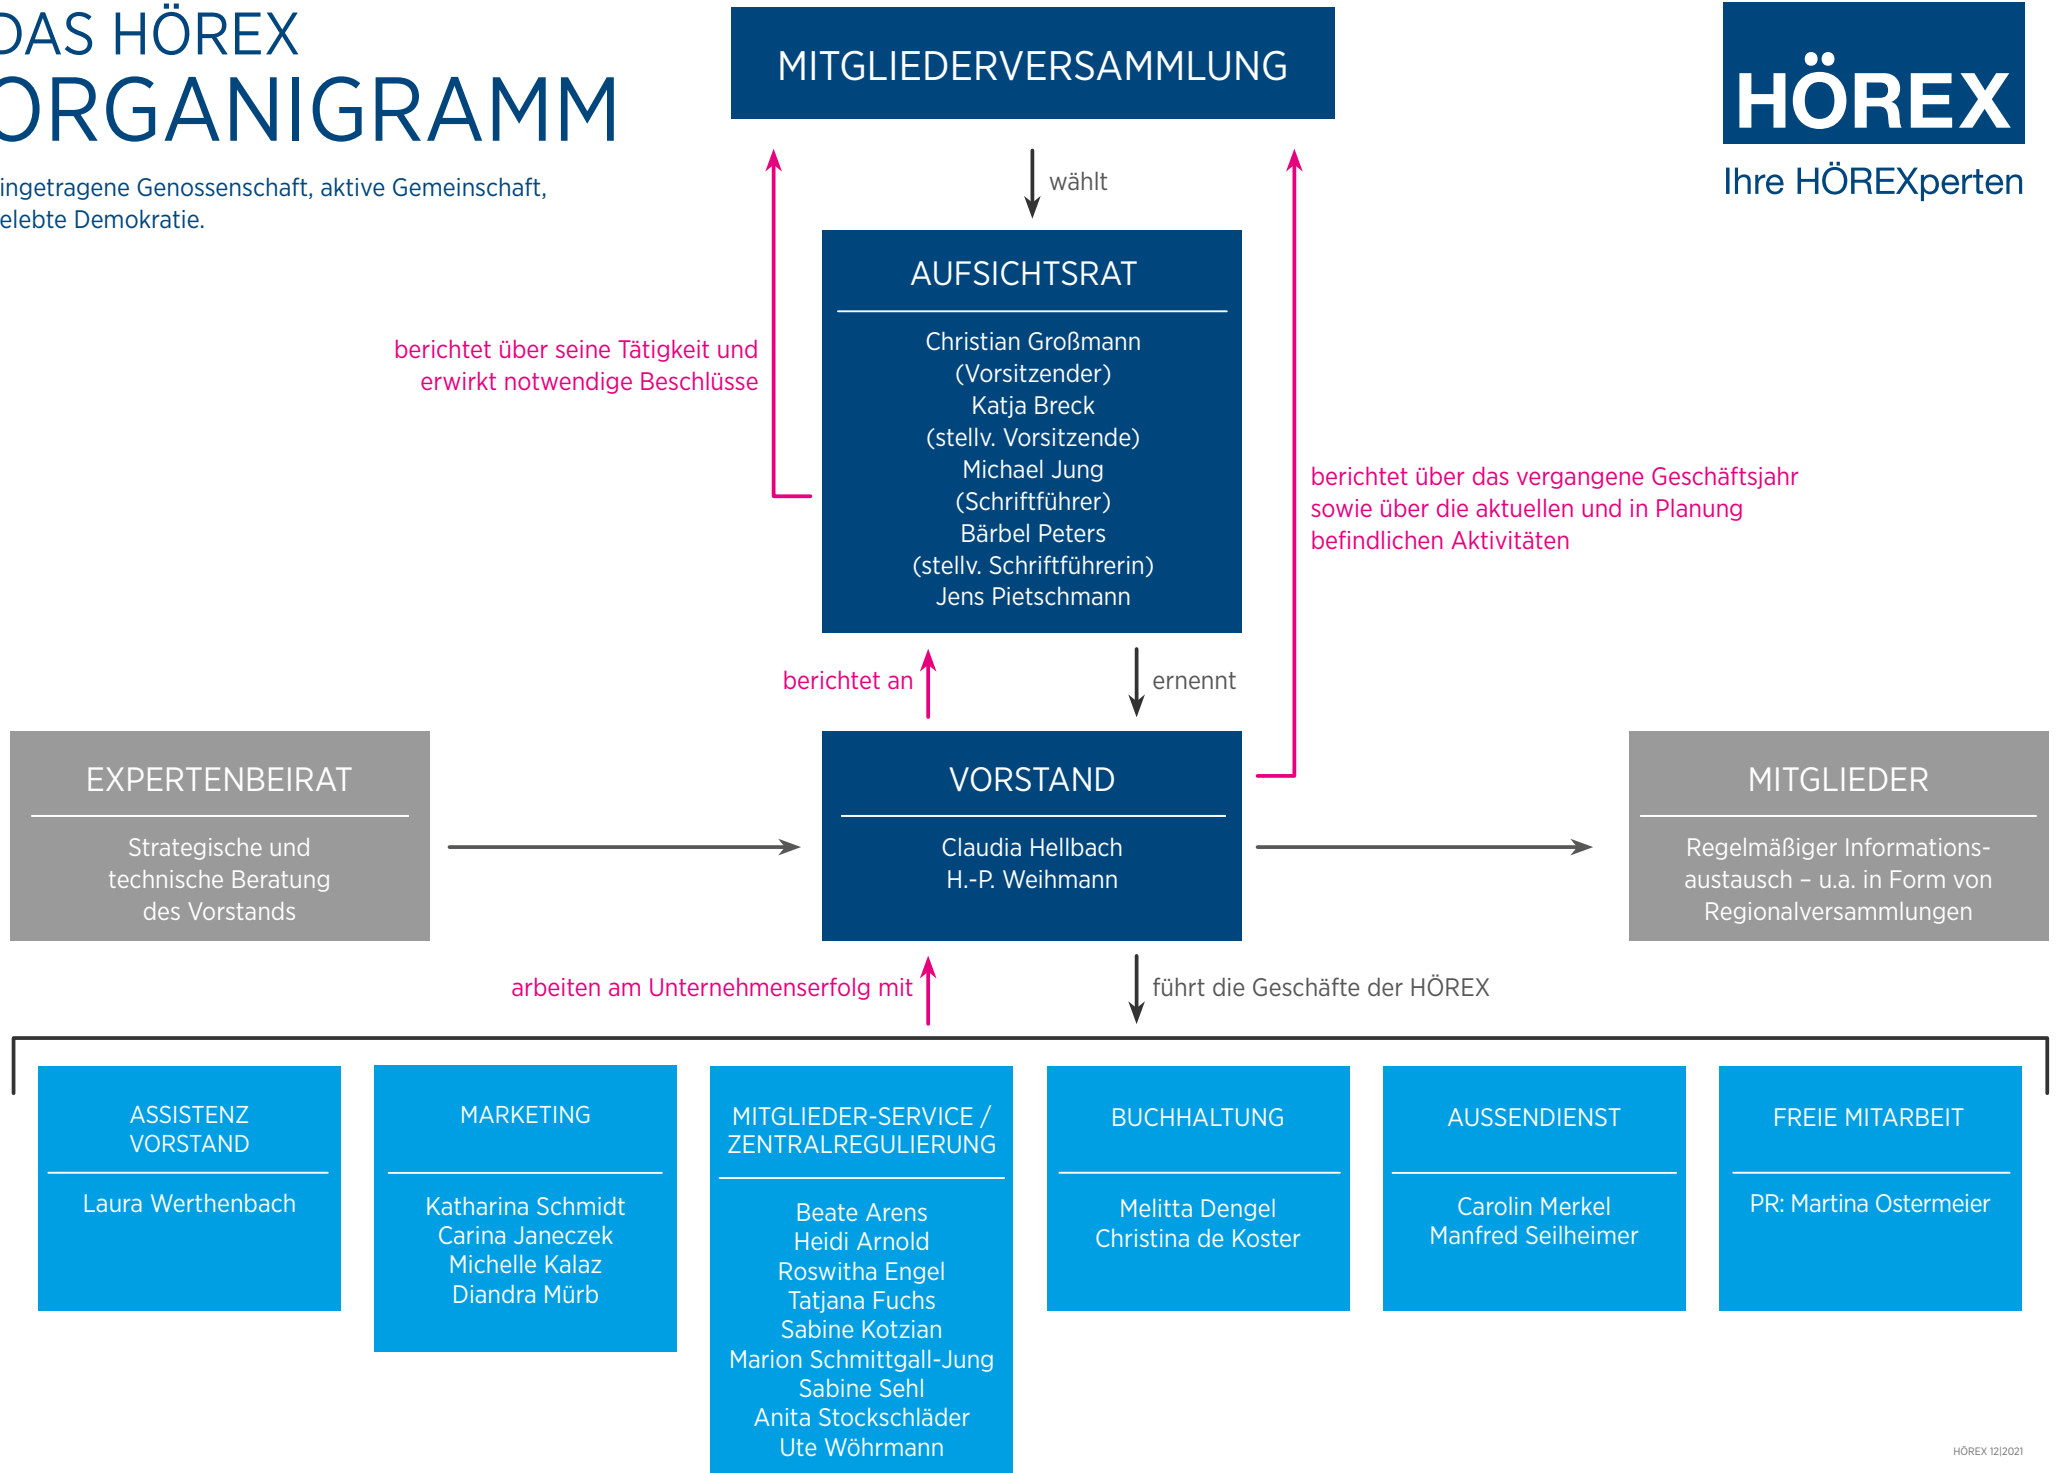 DAS HÖREX
ORGANIGRAMM
ingetragene Genossenschaft, aktive Gemeinschaft,
elebte Demokratie.
MITGLIEDERVERSAMMLUNG
HÖREX
Ihre HÖREXperten
wählt
AUFSICHTSRAT
Christian Großmann
(Vorsitzender)
Katja Breck
(stellv. Vorsitzende)
Michael Jung
(Schriftführer)
Bärbel Peters
(stellv. Schriftführerin)
Jens Pietschmann
berichtet über seine Tätigkeit und
erwirkt notwendige Beschlüsse
berichtet über das vergangene Geschäftsjahr
sowie über die aktuellen und in Planung
befindlichen Aktivitäten
berichtet an
ernennt
EXPERTENBEIRAT
Strategische und
technische Beratung
des Vorstands
VORSTAND
Claudia Hellbach
H.-P. Weihmann
MITGLIEDER
Regelmäßiger Informations-
austausch – u.a. in Form von
Regionalversammlungen
arbeiten am Unternehmenserfolg mit
führt die Geschäfte der HÖREX
ASSISTENZ
VORSTAND
Laura Werthenbach
MARKETING
Katharina Schmidt
Carina Janeczek
Michelle Kalaz
Diandra Mürb
MITGLIEDER-SERVICE /
ZENTRALREGULIERUNG
Beate Arens
Heidi Arnold
Roswitha Engel
Tatjana Fuchs
Sabine Kotzian
Marion Schmittgall-Jung
Sabine Sehl
Anita Stockschläder
Ute Wöhrmann
BUCHHALTUNG
Melitta Dengel
Christina de Koster
AUSSENDIENST
Carolin Merkel
Manfred Seilheimer
FREIE MITARBEIT
PR: Martina Ostermeier
HÖREX 12|2021